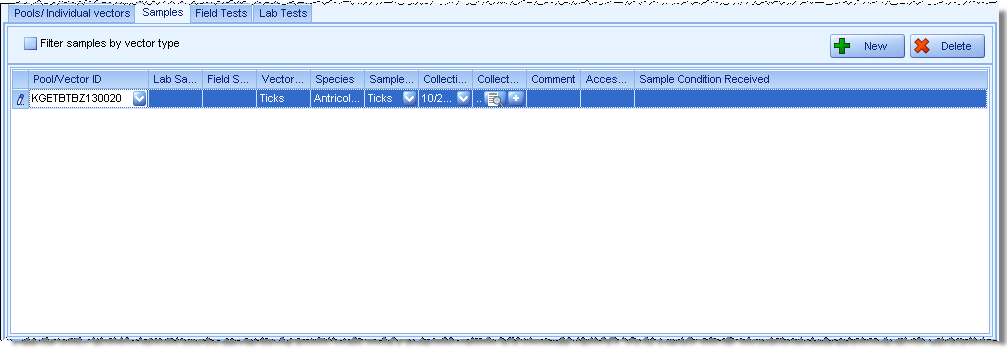 Pools/ Individual vectors Samples Field Tests Lab Tests
Filter samples by vector type New Delete
Pool/Vector ID Lab Sa... Field S... Vector... Species Sample... Collecti... Collect... Comment Acces... Sample Condition Received
KGETBTBZ130020 Ticks Antricol... Ticks 10/2... ...